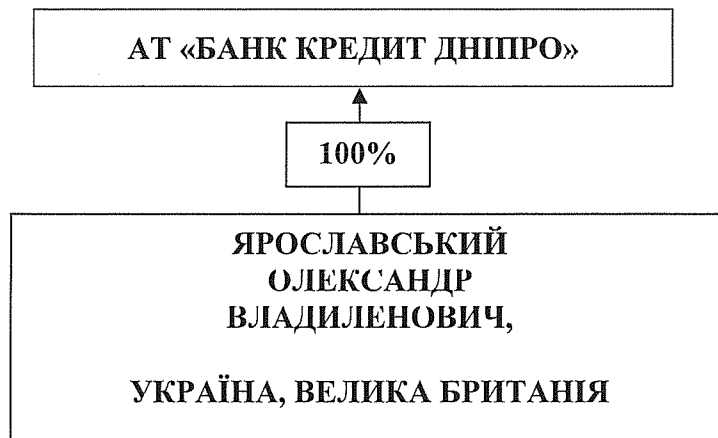 АТ «БАНК КРЕДИТ ДНІПРО»
100%
ЯРОСЛАВСЬКИЙ
ОЛЕКСАНДР
ВЛАДИЛЕНОВИЧ,
УКРАЇНА, ВЕЛИКА БРИТАНІЯ